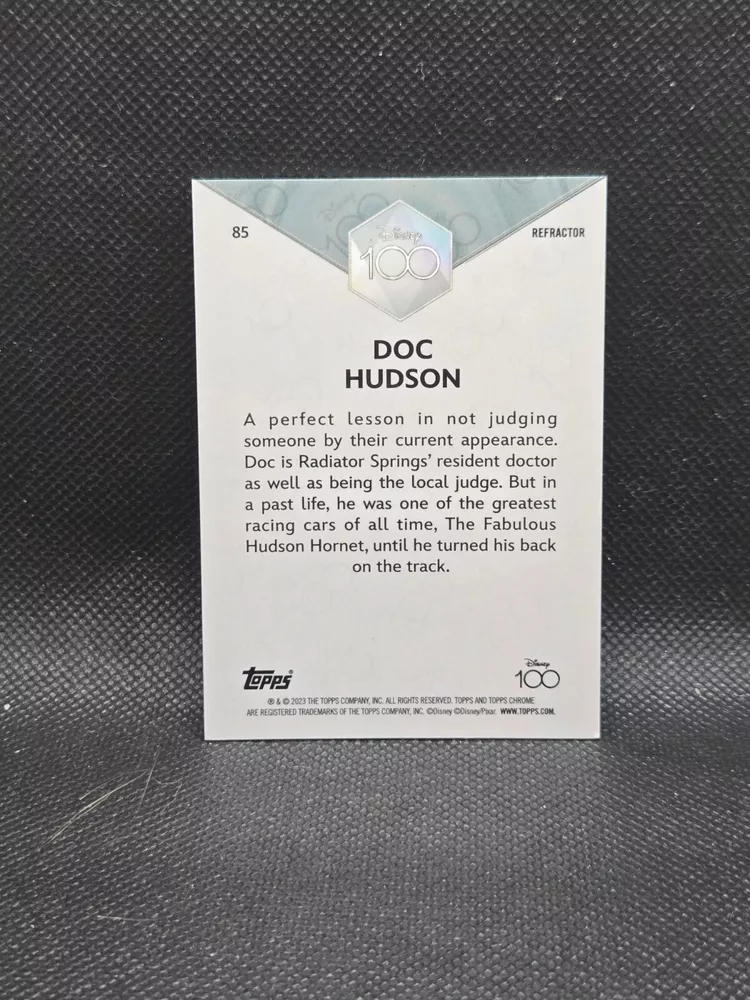 85
REFRACTOR
Disney
100
DOC
HUDSON
A perfect lesson in not judging
someone by their current appearance.
Doc is Radiator Springs' resident doctor
as well as being the local judge. But in
a past life, he was one of the greatest
racing cars of all time, The Fabulous
Hudson Hornet, until he turned his back
on the track.
Topps®
Disney
100
® & © 2023 THE TOPPS COMPANY, INC. ALL RIGHTS RESERVED. TOPPS AND TOPPS CHROME
ARE REGISTERED TRADEMARKS OF THE TOPPS COMPANY, INC. ©Disney ©Disney/Pixar. WWW.TOPPS.COM.